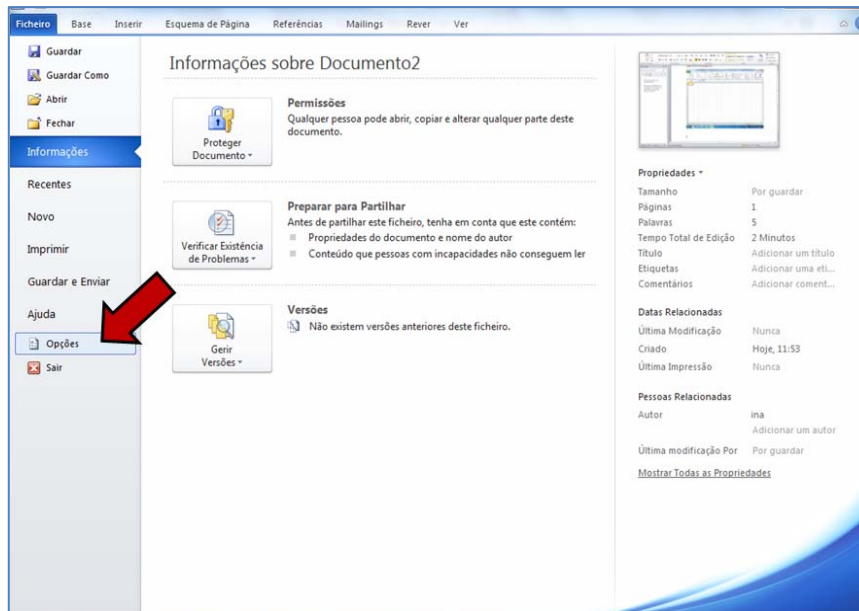 Ficheiro Base Inserir Esquema de Página Referências Mailings Rever Ver
Guardar
Guardar Como
Abrir
Fechar
Informações
Recentes
Novo
Imprimir
Guardar e Enviar
Ajuda
Opções
Sair
Informações sobre Documento2
Proteger
Documento
Permissões
Qualquer pessoa pode abrir, copiar e alterar qualquer parte deste
documento.
Verificar Existência
de Problemas
Preparar para Partilhar
Antes de partilhar este ficheiro, tenha em conta que este contém:
Propriedades do documento e nome do autor
Conteúdo que pessoas com incapacidades não conseguem ler
Gerir
Versões
Versões
Não existem versões anteriores deste ficheiro.
Propriedades
Tamanho Por guardar
Páginas 1
Palavras 5
Tempo Total de Edição 2 Minutos
Título Adicionar um título
Etiquetas Adicionar uma eti...
Comentários Adicionar coment...
Datas Relacionadas
Última Modificação Nunca
Criado Hoje, 11:53
Última Impressão Nunca
Pessoas Relacionadas
Autor ina
Adicionar um autor
Última modificação Por Por guardar
Mostrar Todas as Propriedades